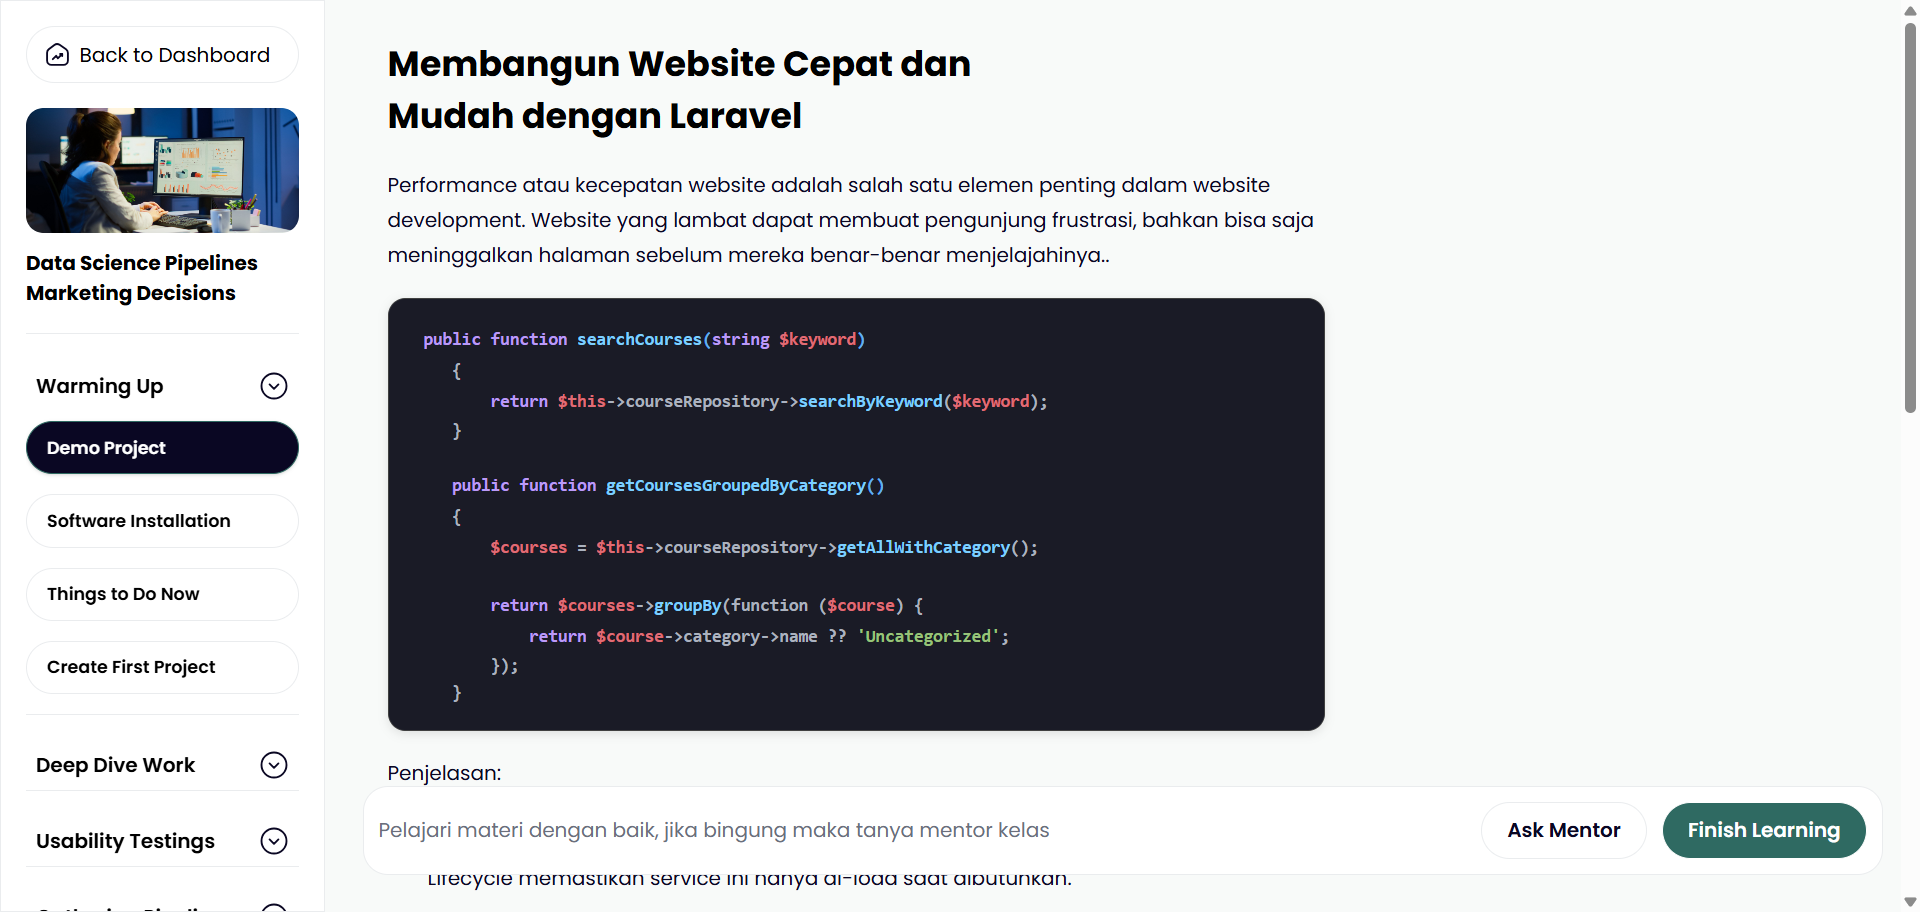 Back to Dashboard
Data Science Pipelines
Marketing Decisions
Warming Up
Demo Project
Software Installation
Things to Do Now
Create First Project
Deep Dive Work
Usability Testings
Membangun Website Cepat dan
Mudah dengan Laravel
Performance atau kecepatan website adalah salah satu elemen penting dalam website
development. Website yang lambat dapat membuat pengunjung frustrasi, bahkan bisa saja
meninggalkan halaman sebelum mereka benar-benar menjelajahinya..
public function searchCourses(string $keyword)
{
return $this->courseRepository->searchByKeyword($keyword);
}
public function getCoursesGroupedByCategory()
{
$courses = $this->courseRepository->getAllWithCategory();
return $courses->groupBy(function ($course) {
return $course->category->name ?? 'Uncategorized';
});
}
Penjelasan:
Pelajari materi dengan baik, jika bingung maka tanya mentor kelas
Ask Mentor
Finish Learning
Lifecycle memastikan service ini hanya di-load saat dibutuhkan.